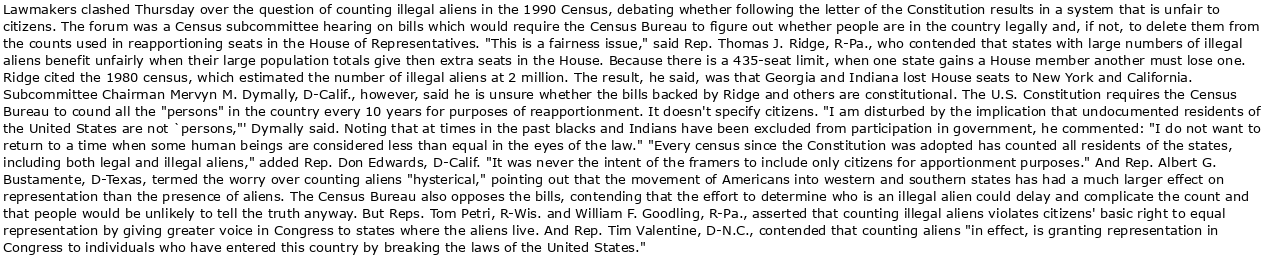 Lawmakers clashed Thursday over the question of counting illegal aliens in the 1990 Census, debating whether following the letter of the Constitution results in a system that is unfair to
citizens. The forum was a Census subcommittee hearing on bills which would require the Census Bureau to figure out whether people are in the country legally and, if not, to delete them from
the counts used in reapportioning seats in the House of Representatives. "This is a fairness issue," said Rep. Thomas J. Ridge, R-Pa., who contended that states with large numbers of illegal
aliens benefit unfairly when their large population totals give then extra seats in the House. Because there is a 435-seat limit, when one state gains a House member another must lose one.
Ridge cited the 1980 census, which estimated the number of illegal aliens at 2 million. The result, he said, was that Georgia and Indiana lost House seats to New York and California.
Subcommittee Chairman Mervyn M. Dymally, D-Calif., however, said he is unsure whether the bills backed by Ridge and others are constitutional. The U.S. Constitution requires the Census
Bureau to cound all the "persons" in the country every 10 years for purposes of reapportionment. It doesn't specify citizens. "I am disturbed by the implication that undocumented residents of
the United States are not `persons,"' Dymally said. Noting that at times in the past blacks and Indians have been excluded from participation in government, he commented: "I do not want to
return to a time when some human beings are considered less than equal in the eyes of the law." "Every census since the Constitution was adopted has counted all residents of the states,
including both legal and illegal aliens," added Rep. Don Edwards, D-Calif. "It was never the intent of the framers to include only citizens for apportionment purposes." And Rep. Albert G.
Bustamente, D-Texas, termed the worry over counting aliens "hysterical," pointing out that the movement of Americans into western and southern states has had a much larger effect on
representation than the presence of aliens. The Census Bureau also opposes the bills, contending that the effort to determine who is an illegal alien could delay and complicate the count and
that people would be unlikely to tell the truth anyway. But Reps. Tom Petri, R-Wis. and William F. Goodling, R-Pa., asserted that counting illegal aliens violates citizens' basic right to equal
representation by giving greater voice in Congress to states where the aliens live. And Rep. Tim Valentine, D-N.C., contended that counting aliens "in effect, is granting representation in
Congress to individuals who have entered this country by breaking the laws of the United States."